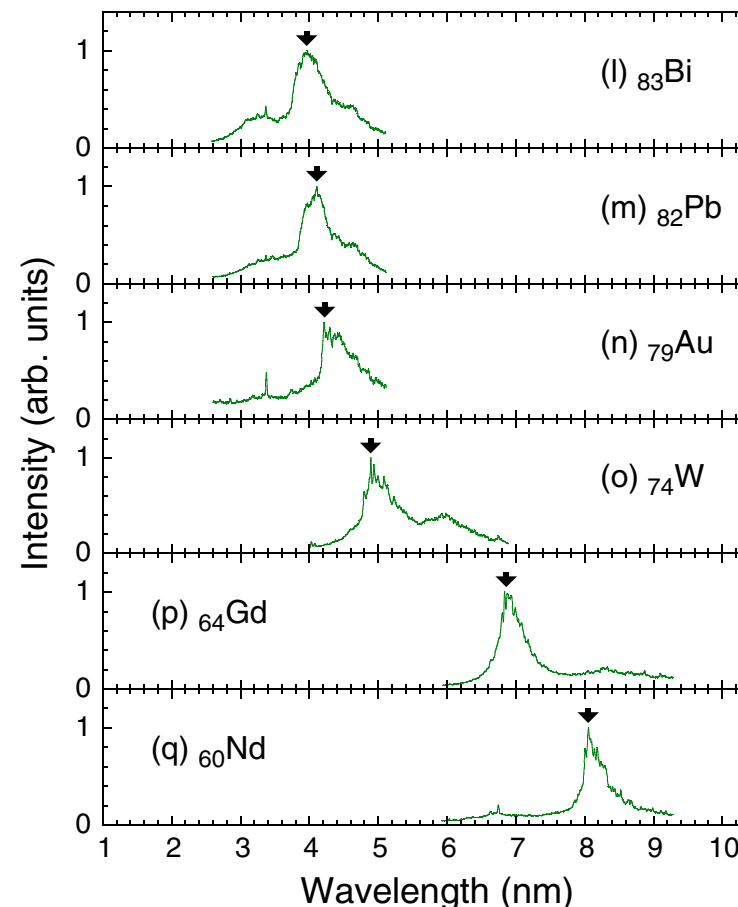 1
(l) 83Bi
0
1
(m) 82Pb
0
1
(n) 79Au
0
1
(o) 74W
0
1
(p) 64Gd
0
1
(q) 60Nd
0
1 2 3 4 5 6 7 8 9 10
Wavelength (nm)
Intensity (arb. units)